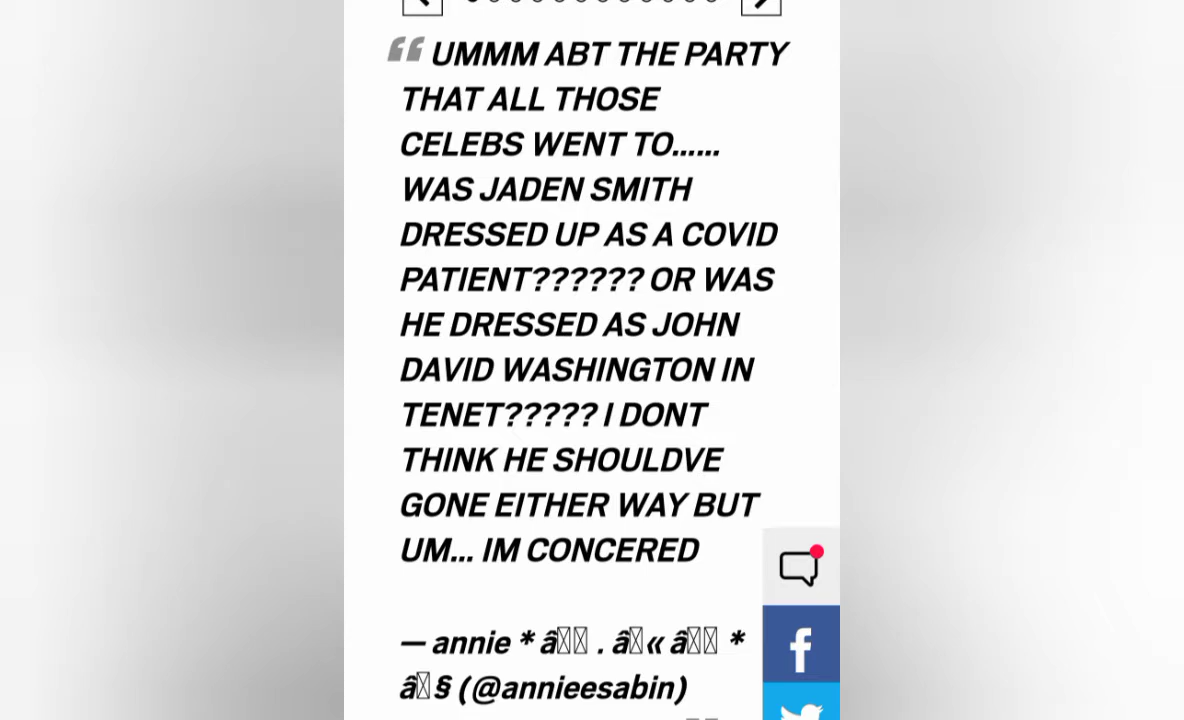 “ UMMM ABT THE PARTY
THAT ALL THOSE
CELEBS WENT TO......
WAS JADEN SMITH
DRESSED UP AS A COVID
PATIENT?????? OR WAS
HE DRESSED AS JOHN
DAVID WASHINGTON IN
TENET????? I DONT
THINK HE SHOULDVE
GONE EITHER WAY BUT
UM... IM CONCERED
— annie * â . â« â *
â§ (@annieesabin)